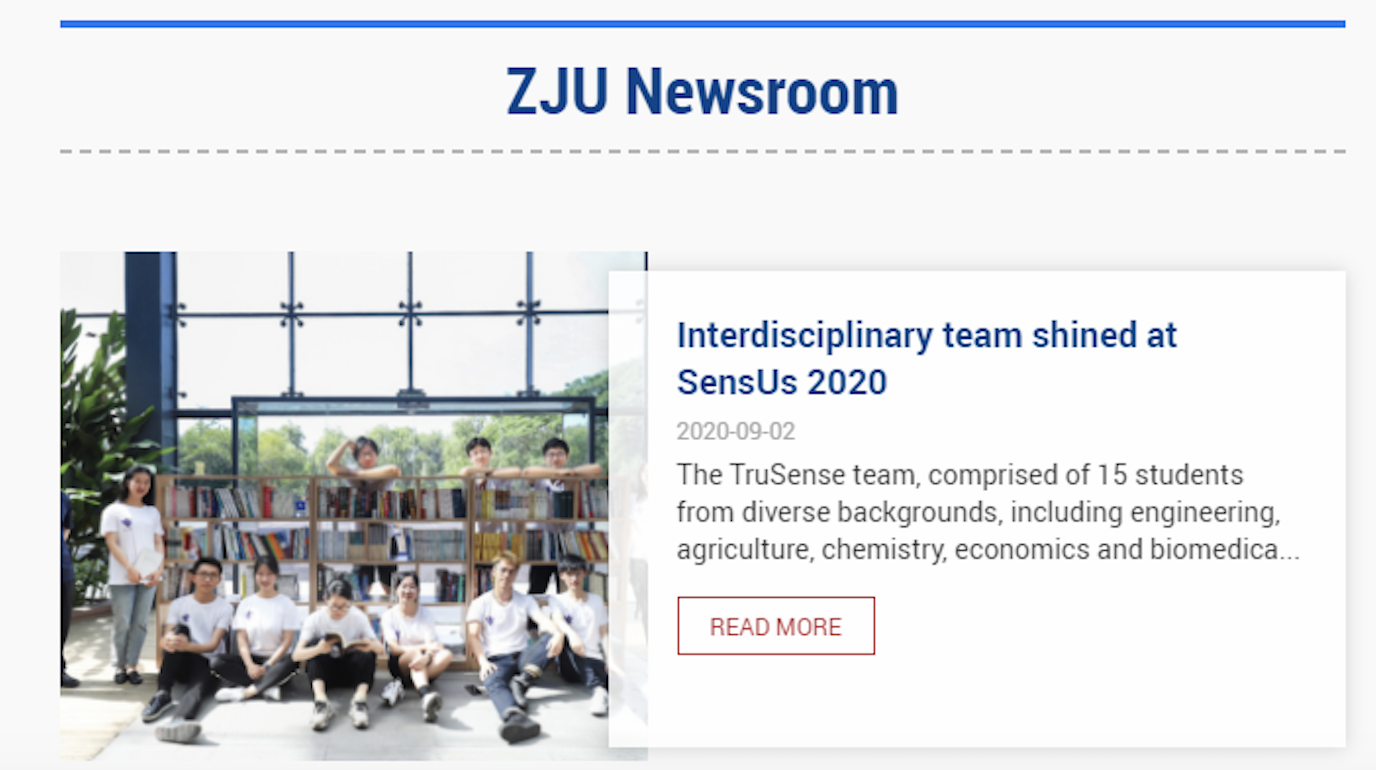 ZJU Newsroom
Interdisciplinary team shined at
SensUs 2020
2020-09-02
The TruSense team, comprised of 15 students
from diverse backgrounds, including engineering,
agriculture, chemistry, economics and biomedica...
READ MORE